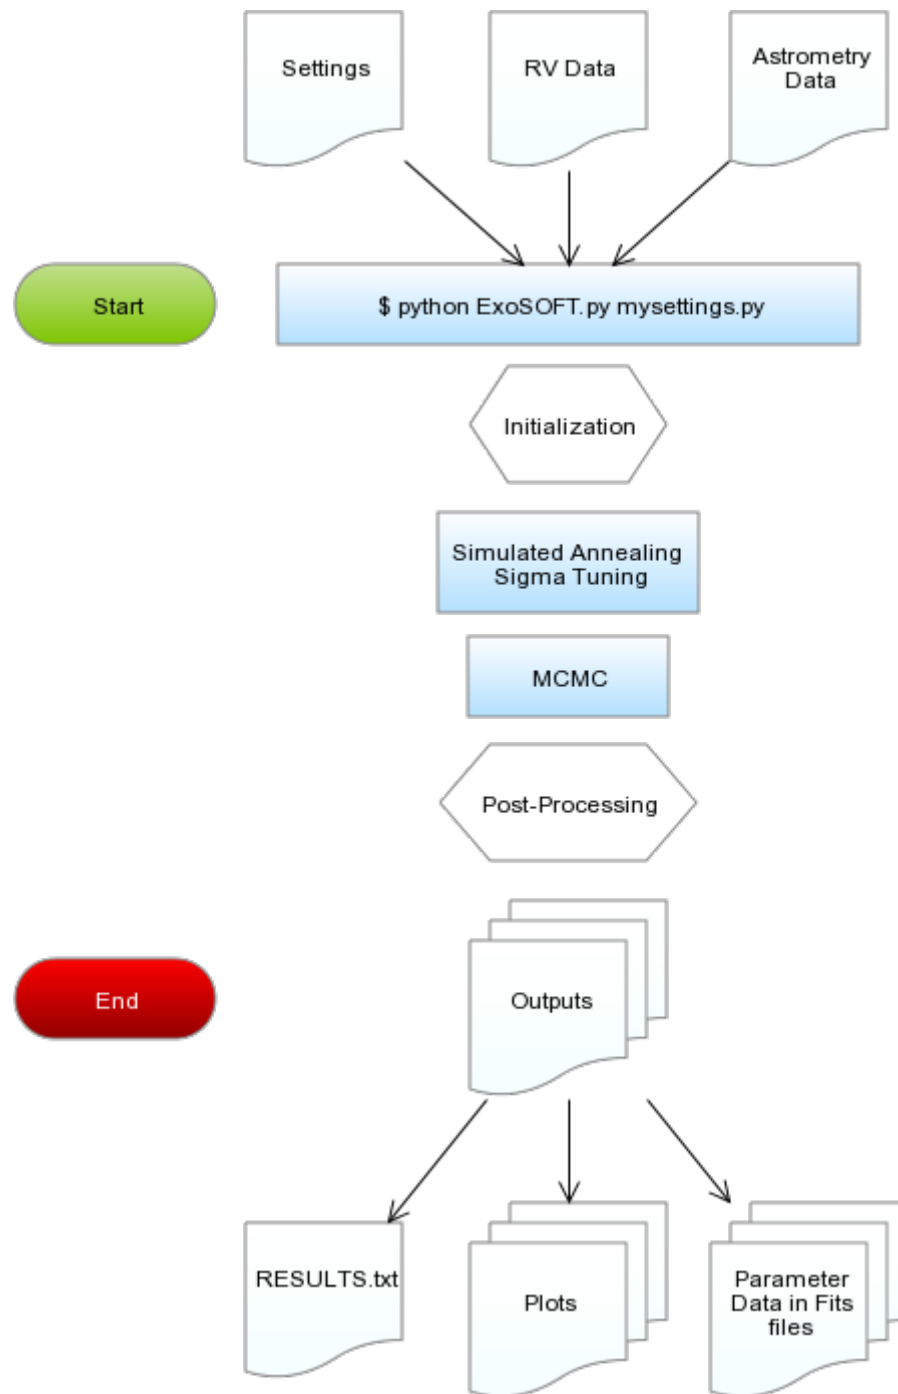 Settings
RV Data
Astrometry
Data
Start
$ python ExoSOFT.py mysettings.py
Initialization
Simulated Annealing
Sigma Tuning
MCMC
Post-Processing
End
Outputs
RESULTS.txt
Plots
Parameter
Data in Fits
files